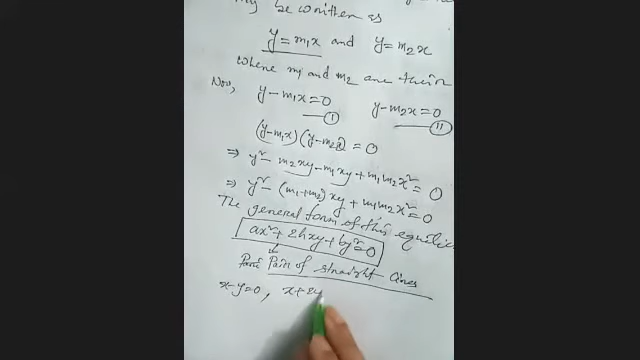 be written as
y = m₁x and y = m₂x
where m₁ and m₂ are their
Now,
y - m₁x = 0 y - m₂x = 0
I II
(y-m₁x) (y-m₂x) = 0
⇒ y² - m₂xy - m₁xy + m₁m₂x² = 0
⇒ y² - (m₁+m₂) xy + m₁m₂x² = 0
The general form of this
ax² + 2hxy + by² = 0
Pair of straight lines
x-y=0, x+2y